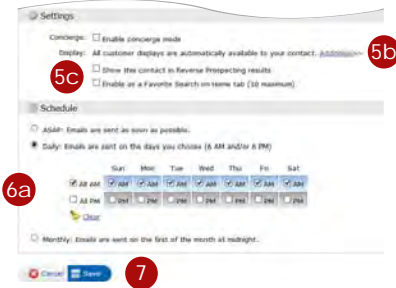 Settings
Concierge: Enable concierge mode
Display: All customer displays are automatically available to your contact. Additional>> 5b
5c Show this contact in Reverse Prospecting results
Enable as a Favorite Search on Home tab (10 maximum)
Schedule
ASAP: Emails are sent as soon as possible.
Daily: Emails are sent on the days you choose (6 AM and/or 6 PM)
Sun Mon Tue Wed Thu Fri Sat
6a All AM AM AM AM AM AM AM AM
All PM PM PM PM PM PM PM PM
Clear
Monthly: Emails are sent on the first of the month at midnight.
Cancel Save 7